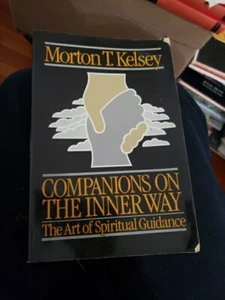 Morton T. Kelsey
COMPANIONS ON
THE INNER WAY
The Art of Spiritual Guidance